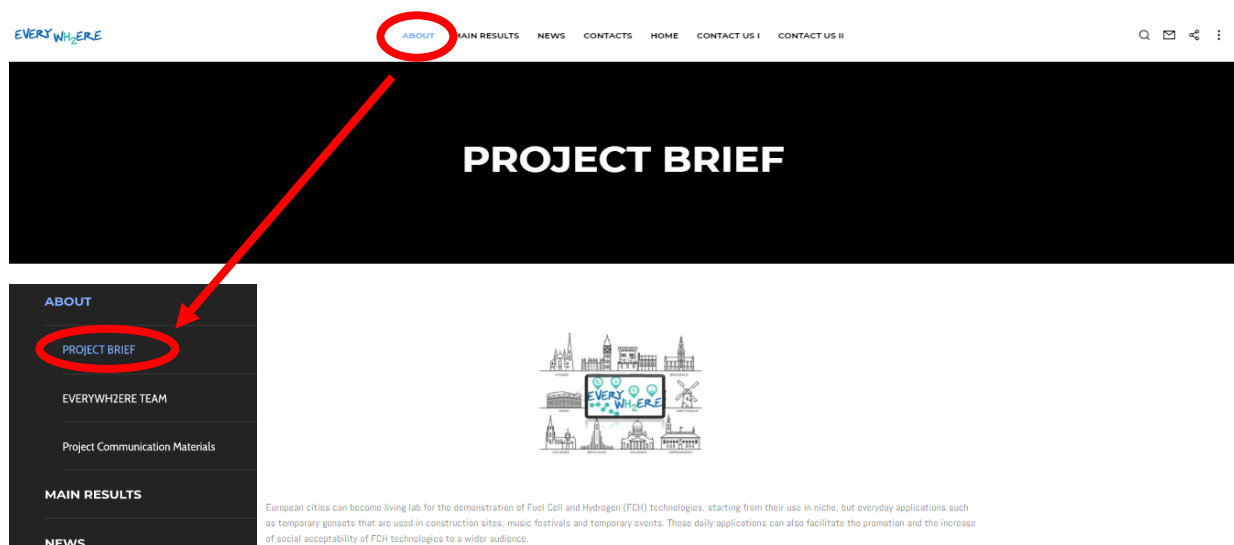 EVERYWH2ERE
ABOUT MAIN RESULTS NEWS CONTACTS HOME CONTACT US I CONTACT US II
PROJECT BRIEF
ABOUT
PROJECT BRIEF
EVERYWH2ERE TEAM
Project Communication Materials
MAIN RESULTS
NEWS
EVERY
WH2ERE
European cities can become living lab for the demonstration of Fuel Cell and Hydrogen (FCH) technologies, starting from their use in niche, but everyday applications such
as temporary gensets that are used in construction sites, music festivals and temporary events. These daily applications can also facilitate the promotion and the increase
of social acceptability of FCH technologies to a wider audience.